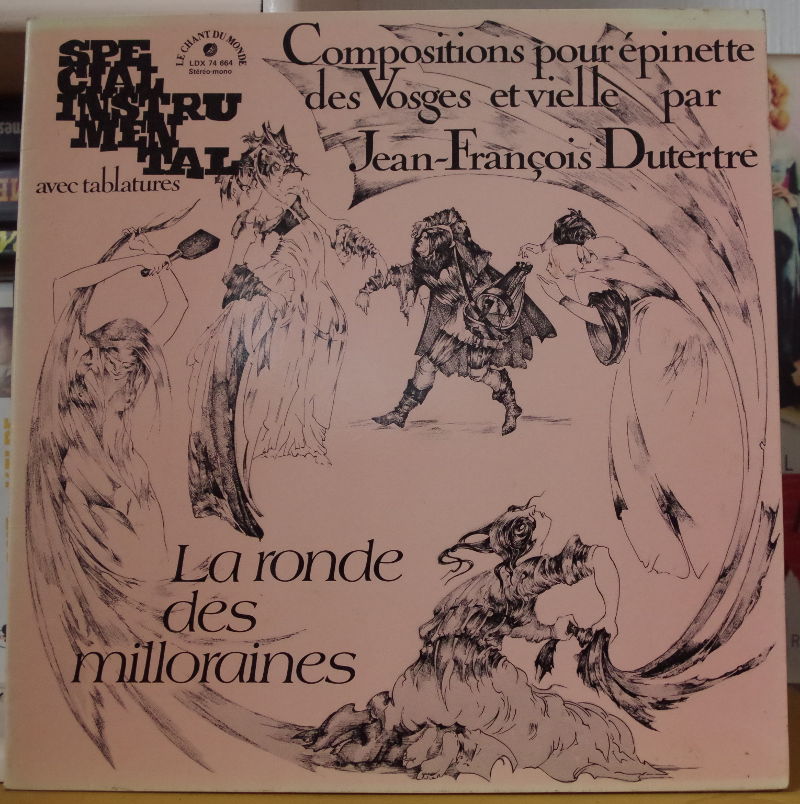 SPE
CIAL
INSTRU
MEN
TAL
avec tablatures
LE CHANT DU MONDE
LDX 74 664
Stéréo-mono
Compositions pour épinette
des Vosges et vielle par
Jean-François Dutertre
La ronde
des
milloraines